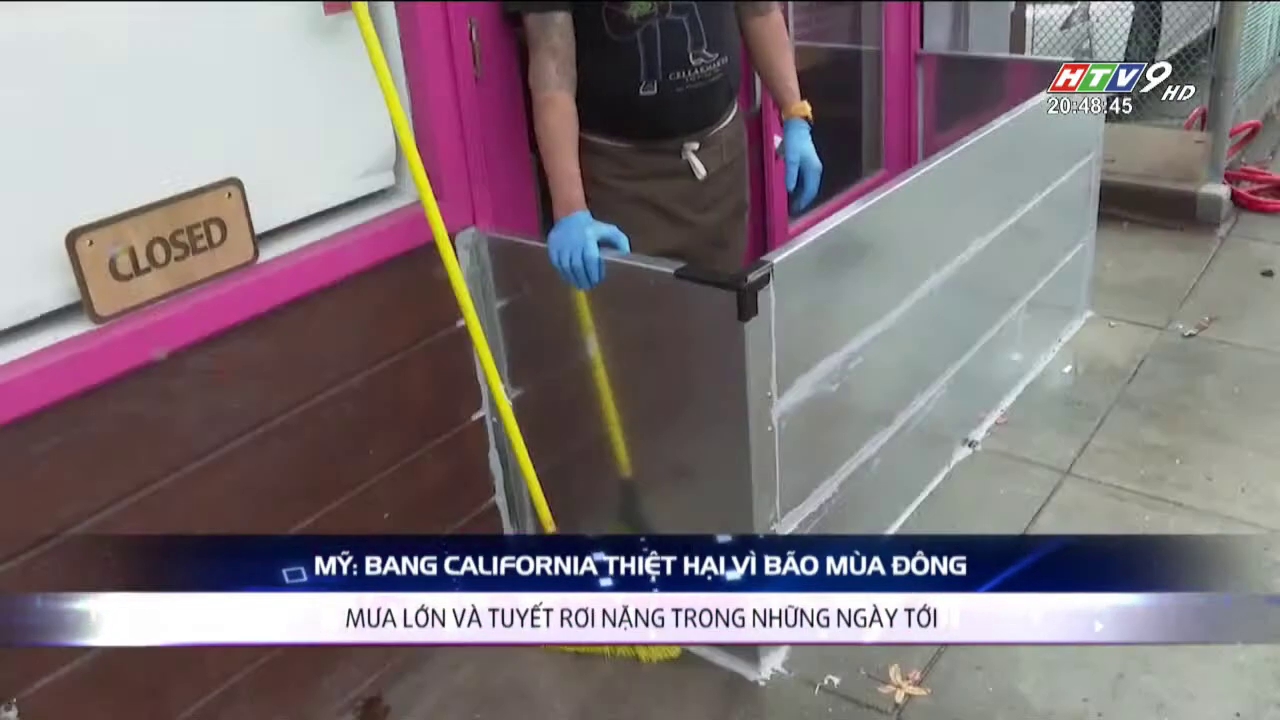 HTV9 HD
20:48:45
CELLARMAKER
CLOSED
MỸ: BANG CALIFORNIA THIỆT HẠI VÌ BÃO MÙA ĐÔNG
MƯA LỚN VÀ TUYẾT RƠI NẶNG TRONG NHỮNG NGÀY TỚI